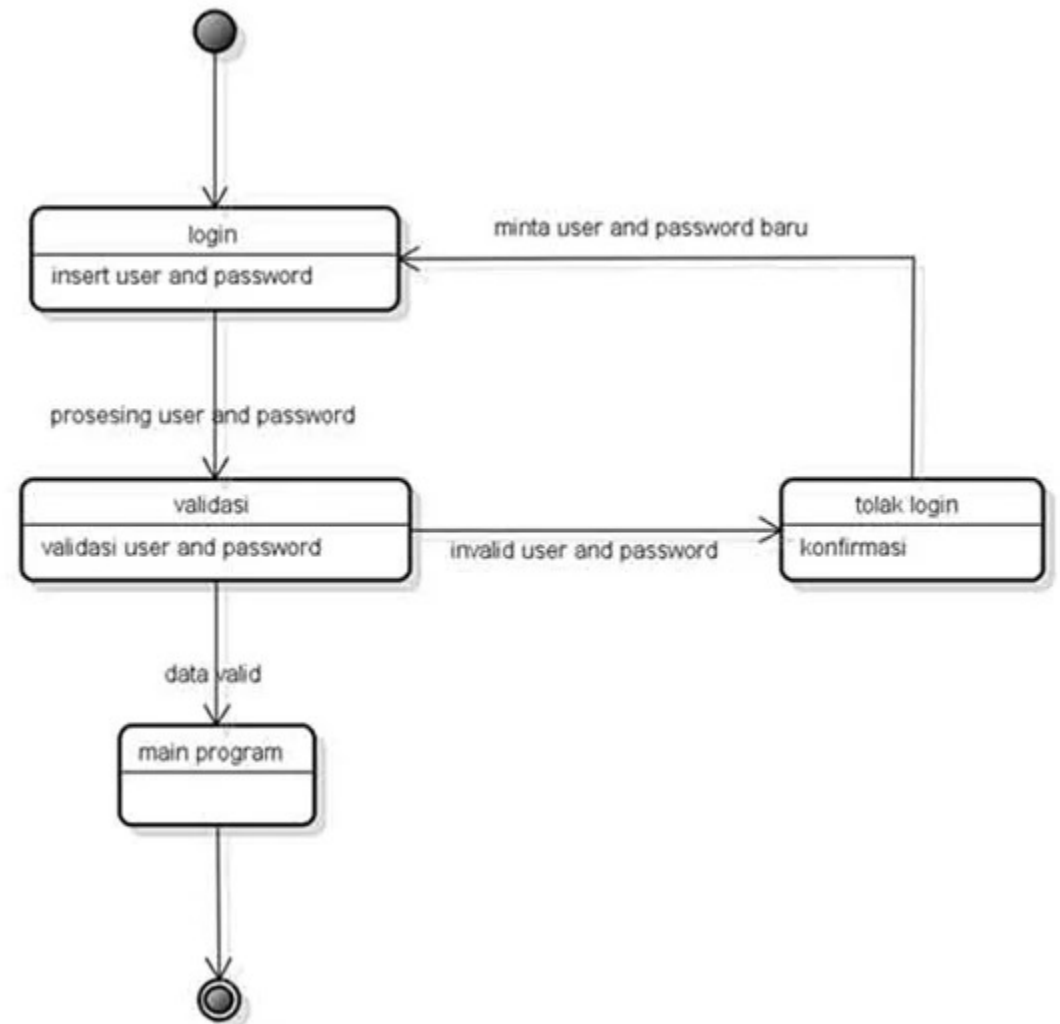 login
insert user and password
minta user and password baru
prosesing user and password
validasi
validasi user and password
invalid user and password
tolak login
konfirmasi
data valid
main program